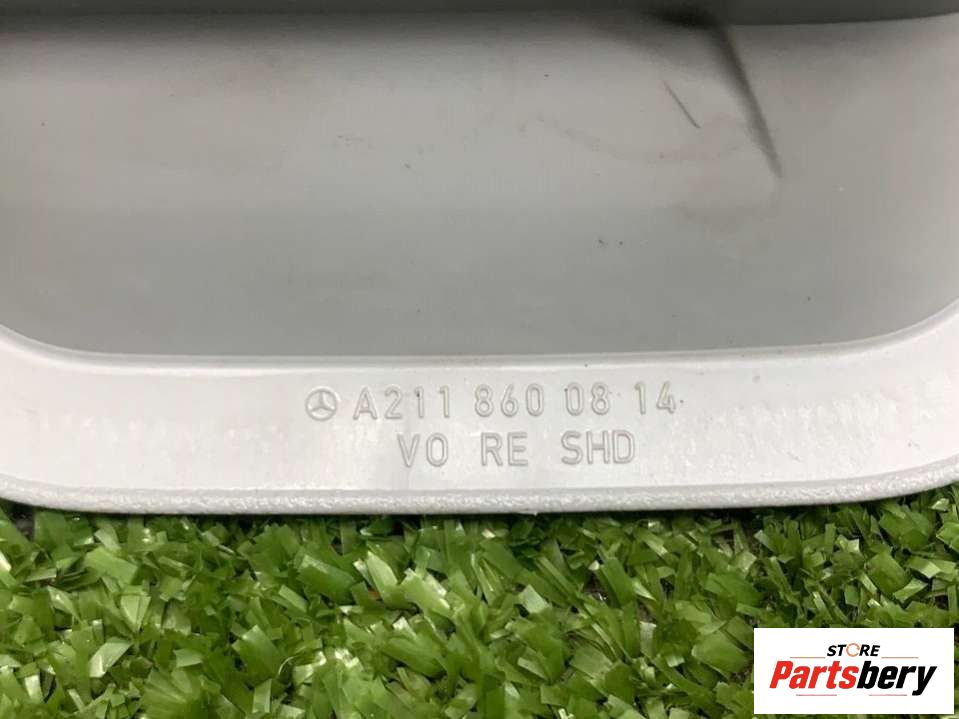 A211 860 08 14
VO RE SHD
STORE
Partsbery